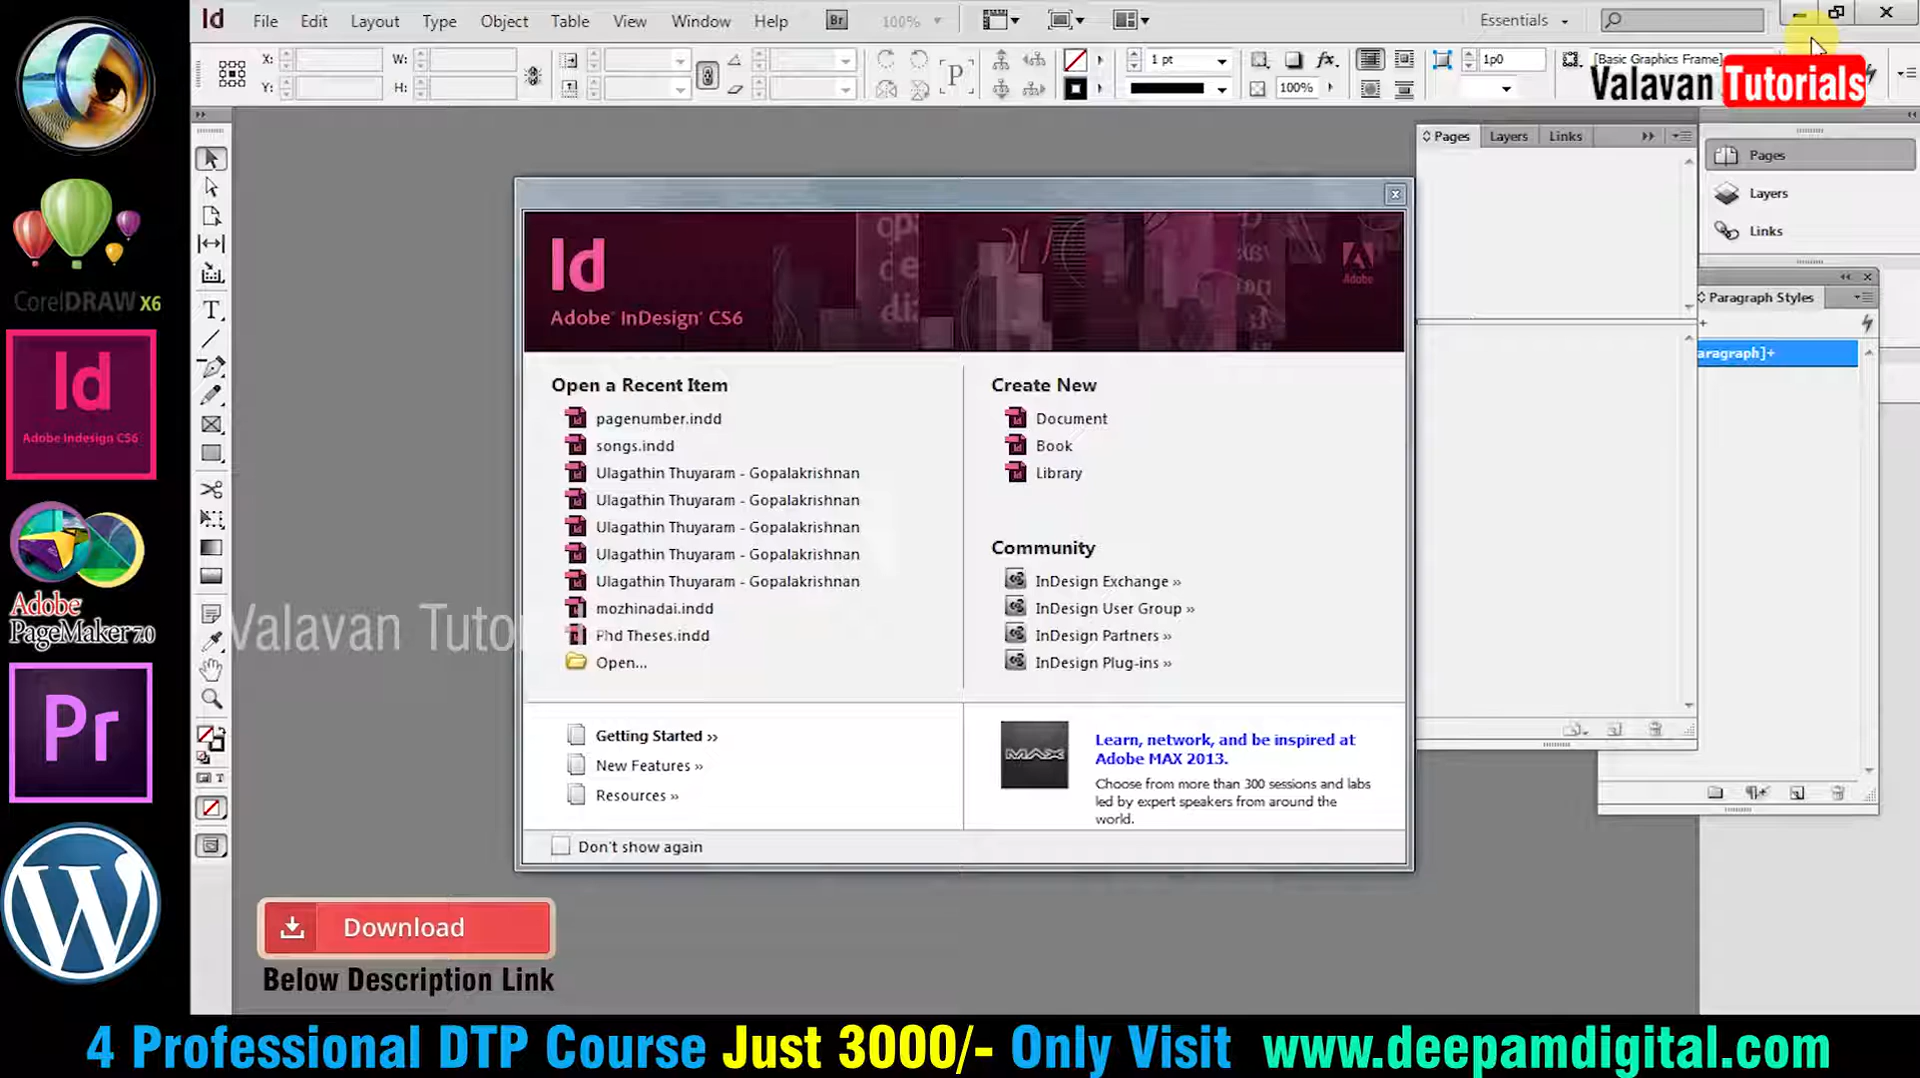 Id File Edit Layout Type Object Table View Window Help Br 100% Essentials
X: W: 1 pt 1p0 [Basic Graphics Frame]
Y: H: 100%
Valavan Tutorials
Pages Layers Links
Pages
Layers
Links
Paragraph Styles
aragraph]+
CorelDRAW X6
Id
Adobe Indesign CS6
Adobe
PageMaker 7.0
Pr
W
Id
Adobe InDesign CS6
Adobe
Open a Recent Item
pagenumber.indd
songs.indd
Ulagathin Thuyaram - Gopalakrishnan
Ulagathin Thuyaram - Gopalakrishnan
Ulagathin Thuyaram - Gopalakrishnan
Ulagathin Thuyaram - Gopalakrishnan
Ulagathin Thuyaram - Gopalakrishnan
mozhinadai.indd
Phd Theses.indd
Open...
Create New
Document
Book
Library
Community
InDesign Exchange »
InDesign User Group »
InDesign Partners »
InDesign Plug-ins »
Valavan Tuto
Getting Started »
New Features »
Resources »
MAX
Learn, network, and be inspired at
Adobe MAX 2013.
Choose from more than 300 sessions and labs
led by expert speakers from around the
world.
Don't show again
Download
Below Description Link
4 Professional DTP Course Just 3000/- Only Visit www.deepamdigital.com